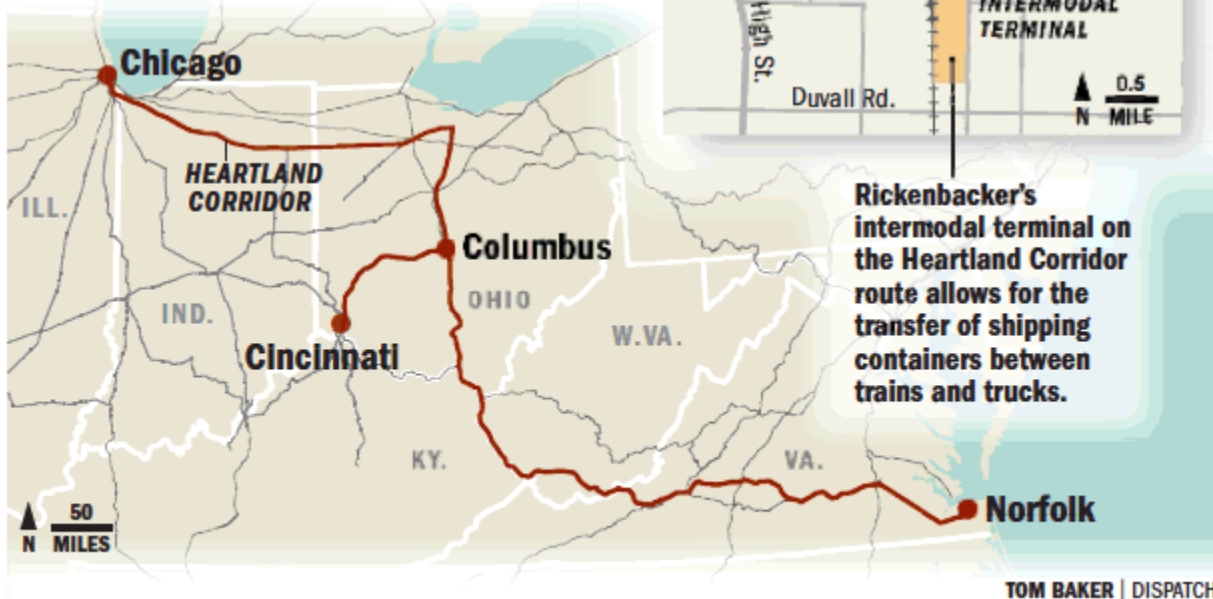 INTERMODAL
TERMINAL
High St.
Duvall Rd.
0.5
N MILE
Chicago
HEARTLAND
CORRIDOR
ILL.
Rickenbacker's
intermodal terminal on
the Heartland Corridor
route allows for the
transfer of shipping
containers between
trains and trucks.
Columbus
OHIO
IND.
W.VA.
Cincinnati
KY.
VA.
Norfolk
50
N MILES
TOM BAKER | DISPATCH